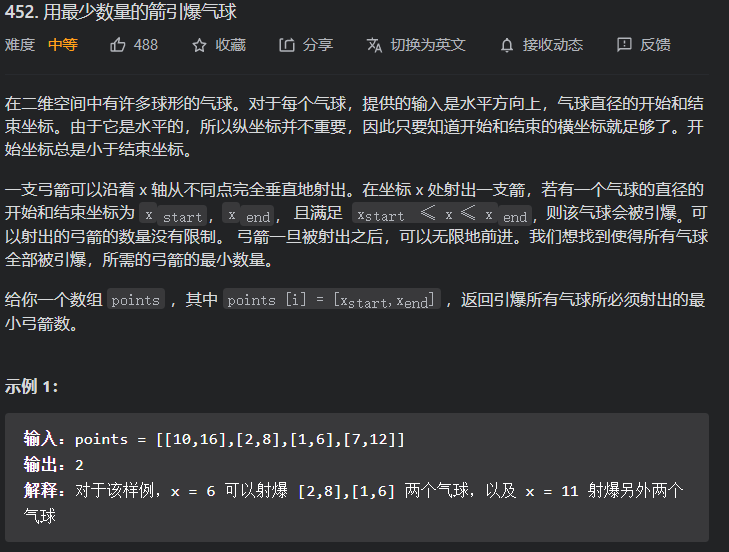 452. 用最少数量的箭引爆气球
难度 中等 488 收藏 分享 切换为英文 接收动态 反馈
在二维空间中有许多球形的气球。对于每个气球，提供的输入是水平方向上，气球直径的开始和结
束坐标。由于它是水平的，所以纵坐标并不重要，因此只要知道开始和结束的横坐标就足够了。开
始坐标总是小于结束坐标。
一支弓箭可以沿着 x 轴从不同点完全垂直地射出。在坐标 x 处射出一支箭，若有一个气球的直径的
开始和结束坐标为 xstart，xend， 且满足  xstart ≤ x ≤ xend，则该气球会被引爆。可
以射出的弓箭的数量没有限制。 弓箭一旦被射出之后，可以无限地前进。我们想找到使得所有气球
全部被引爆，所需的弓箭的最小数量。
给你一个数组 points ，其中 points [i] = [xstart,xend] ，返回引爆所有气球所必须射出的最
小弓箭数。
示例 1：
输入：points = [[10,16],[2,8],[1,6],[7,12]]
输出：2
解释：对于该样例，x = 6 可以射爆 [2,8],[1,6] 两个气球，以及 x = 11 射爆另外两个
气球